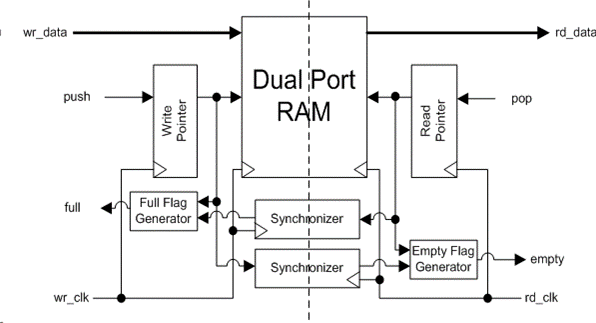 wr_data
rd_data
Dual Port
RAM
push
Write
Pointer
Read
Pointer
pop
full
Full Flag
Generator
Synchronizer
Synchronizer
Empty Flag
Generator
empty
wr_clk
rd_clk